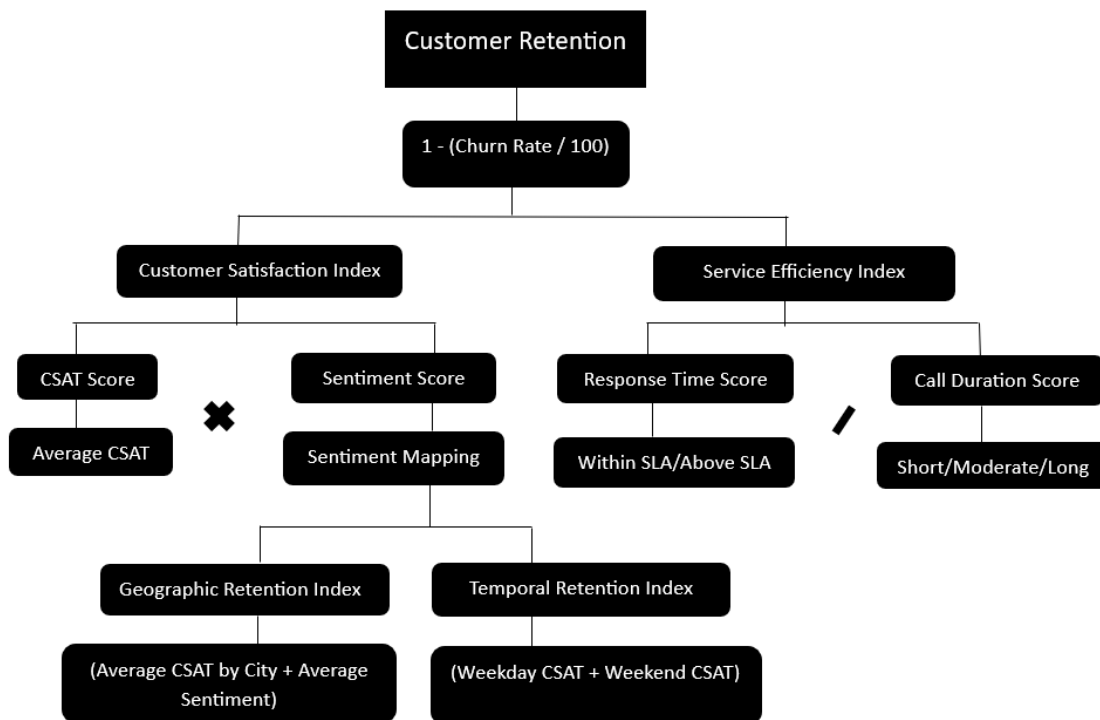 Customer Retention
1 - (Churn Rate / 100)
Customer Satisfaction Index
Service Efficiency Index
CSAT Score
Sentiment Score
Response Time Score
Call Duration Score
Average CSAT
Sentiment Mapping
Within SLA/Above SLA
Short/Moderate/Long
Geographic Retention Index
Temporal Retention Index
(Average CSAT by City + Average
Sentiment)
(Weekday CSAT + Weekend CSAT)